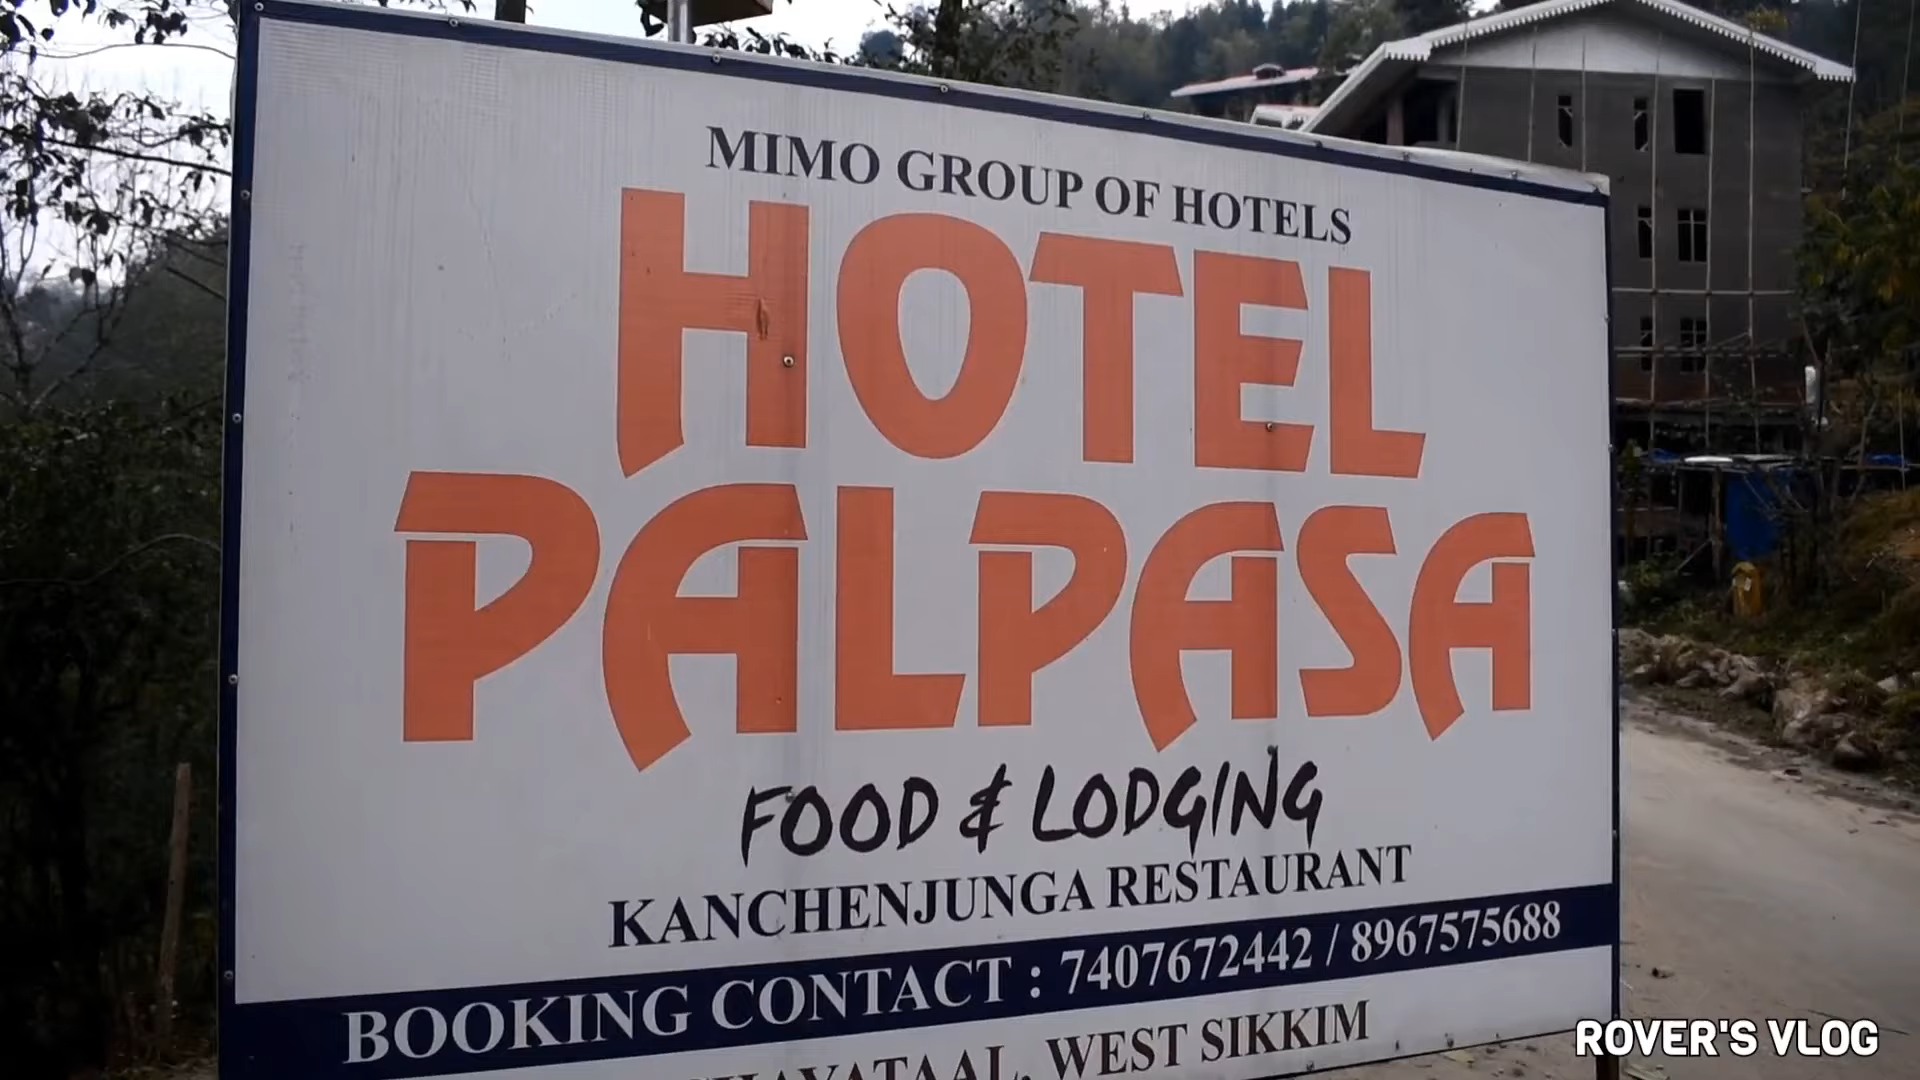 MIMO GROUP OF HOTELS
HOTEL
PALPASA
FOOD & LODGING
KANCHENJUNGA RESTAURANT
BOOKING CONTACT : 7407672442 / 8967575688
WEST SIKKIM
ROVER'S VLOG